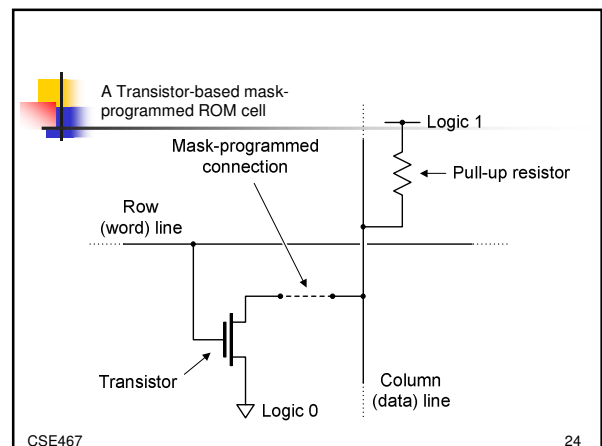 A Transistor-based mask-
programmed ROM cell
Logic 1
Mask-programmed
connection
Pull-up resistor
Row
(word) line
Transistor
Column
(data) line
Logic 0
CSE467
24